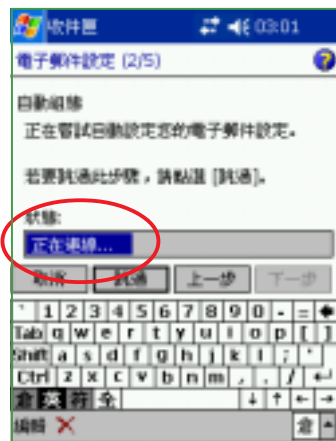 收件匣 03:01
電子郵件設定 (2/5)
自動組態
正在嘗試自動設定您的電子郵件設定。
若要跳過此步驟，請點選 [跳過]。
狀態:
正在連線...
取消 跳過 上一步 下一步
` 1 2 3 4 5 6 7 8 9 0 - =
Tab q w e r t y u i o p [ ]
Shift a s d f g h j k l ; '
Ctrl z x c v b n m , . /
倉 英 符 全 ↓ ↑ ← →
編輯 倉